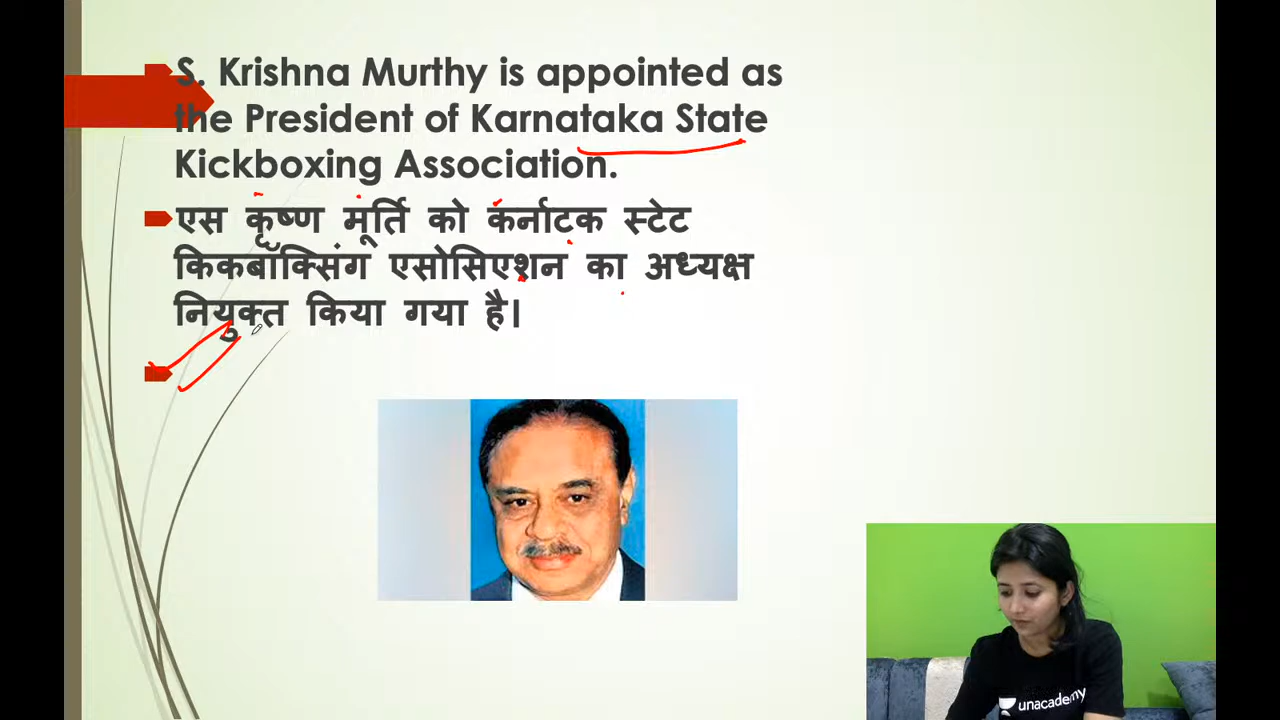 S. Krishna Murthy is appointed as
the President of Karnataka State
Kickboxing Association.
एस कृष्ण मूर्ति को कर्नाटक स्टेट
किकबॉक्सिंग एसोसिएशन का अध्यक्ष
नियुक्त किया गया है।
unacademy